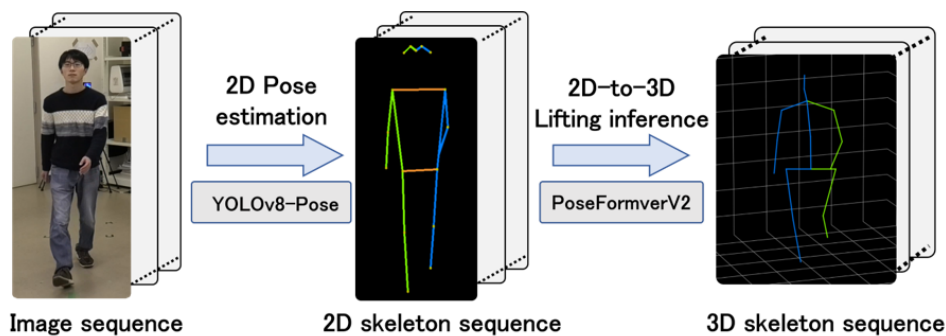 2D Pose
estimation
YOLOv8-Pose
2D-to-3D
Lifting inference
PoseFormverV2
Image sequence
2D skeleton sequence
3D skeleton sequence